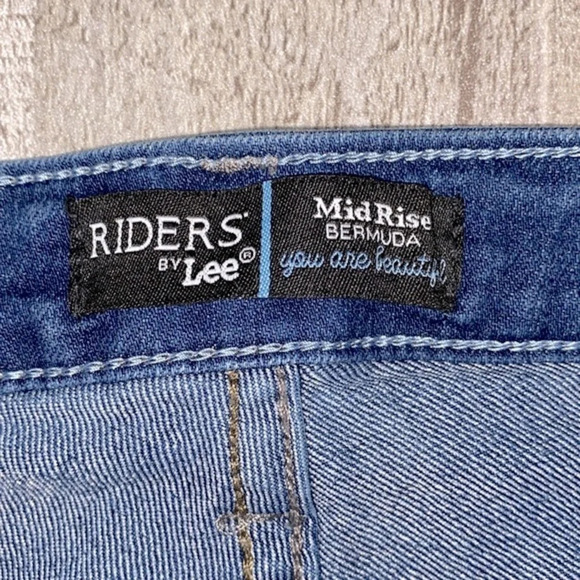 RIDERS
BY Lee®
Mid Rise
BERMUDA
you are beautiful